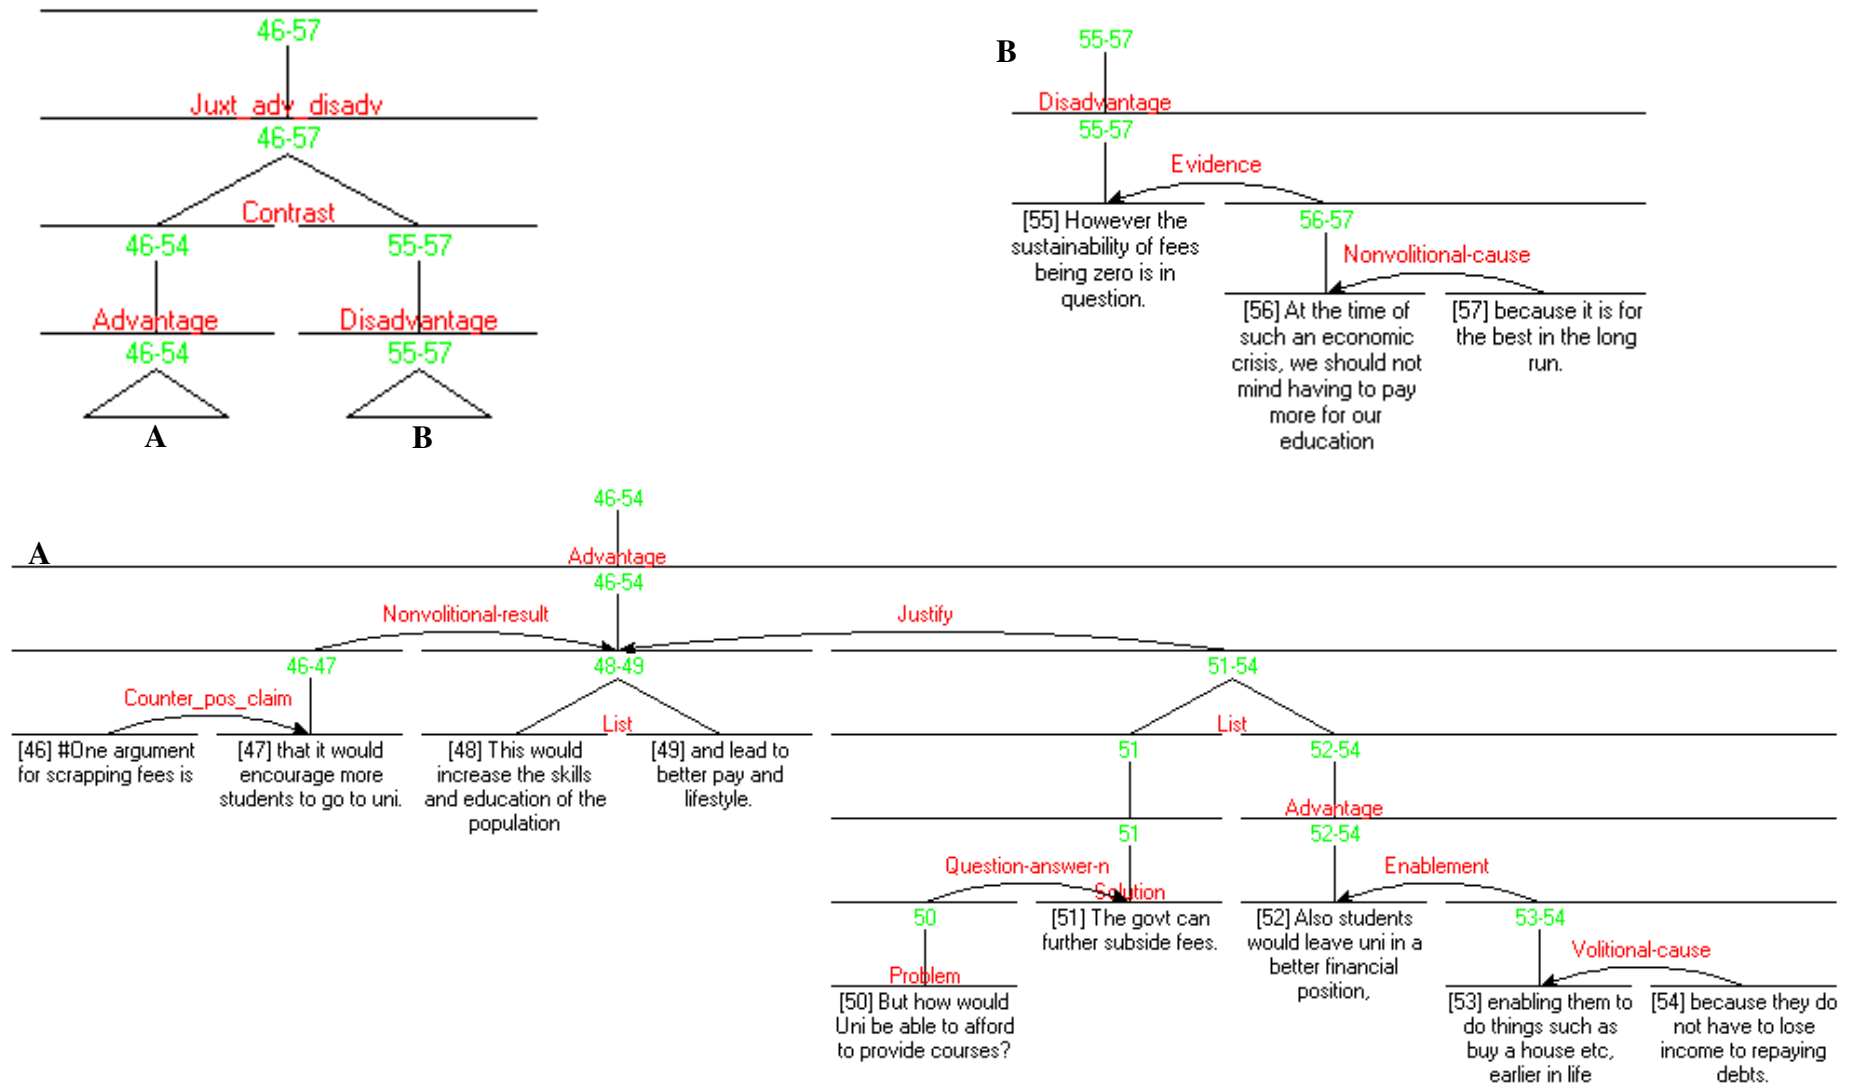 46-57
Juxt_adv_disadv
46-57
Contrast
46-54
55-57
Advantage
Disadvantage
46-54
55-57
A
B
B
55-57
Disadvantage
55-57
Evidence
[55] However the
sustainability of fees
being zero is in
question.
56-57
Nonvolitional-cause
[56] At the time of
such an economic
crisis, we should not
mind having to pay
more for our
education
[57] because it is for
the best in the long
run.
A
46-54
Advantage
46-54
Nonvolitional-result
Justify
46-47
48-49
51-54
Counter_pos_claim
List
List
[46] #One argument
for scrapping fees is
[47] that it would
encourage more
students to go to uni.
[48] This would
increase the skills
and education of the
population
[49] and lead to
better pay and
lifestyle.
51
52-54
Advantage
51
52-54
Question-answer-n
Solution
Enablement
50
[51] The govt can
further subside fees.
[52] Also students
would leave uni in a
better financial
position,
53-54
Problem
Volitional-cause
[50] But how would
Uni be able to afford
to provide courses?
[53] enabling them to
do things such as
buy a house etc,
earlier in life
[54] because they do
not have to lose
income to repaying
debts.